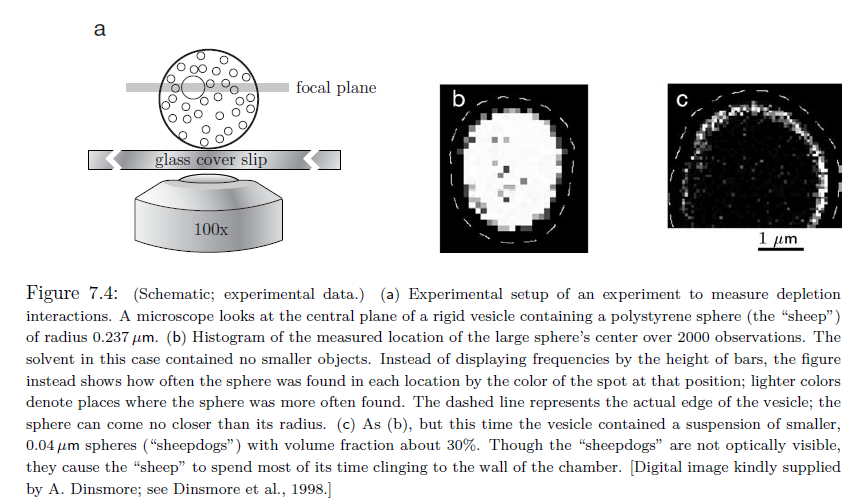 a
focal plane
glass cover slip
100x
b
c
1 μm
Figure 7.4: (Schematic; experimental data.) (a) Experimental setup of an experiment to measure depletion
interactions. A microscope looks at the central plane of a rigid vesicle containing a polystyrene sphere (the “sheep”)
of radius 0.237 μm. (b) Histogram of the measured location of the large sphere’s center over 2000 observations. The
solvent in this case contained no smaller objects. Instead of displaying frequencies by the height of bars, the figure
instead shows how often the sphere was found in each location by the color of the spot at that position; lighter colors
denote places where the sphere was more often found. The dashed line represents the actual edge of the vesicle; the
sphere can come no closer than its radius. (c) As (b), but this time the vesicle contained a suspension of smaller,
0.04 μm spheres (“sheepdogs”) with volume fraction about 30%. Though the “sheepdogs” are not optically visible,
they cause the “sheep” to spend most of its time clinging to the wall of the chamber. [Digital image kindly supplied
by A. Dinsmore; see Dinsmore et al., 1998.]